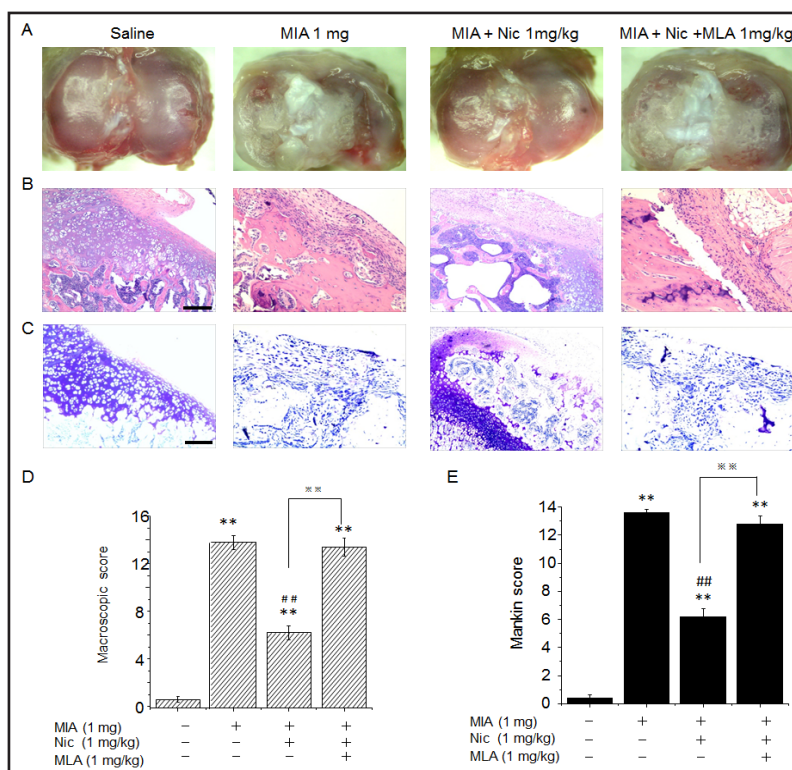 A
Saline
MIA 1 mg
MIA + Nic 1mg/kg
MIA + Nic +MLA 1mg/kg
B
C
D
Macroscopic score
16
12
8
4
0
**
##
**
**
※※
MIA (1 mg) – + + +
Nic (1 mg/kg) – – + +
MLA (1 mg/kg) – – – +
E
Mankin score
14
12
10
8
6
4
2
0
**
##
**
**
※※
MIA (1 mg) – + + +
Nic (1 mg/kg) – – + +
MLA (1 mg/kg) – – – +